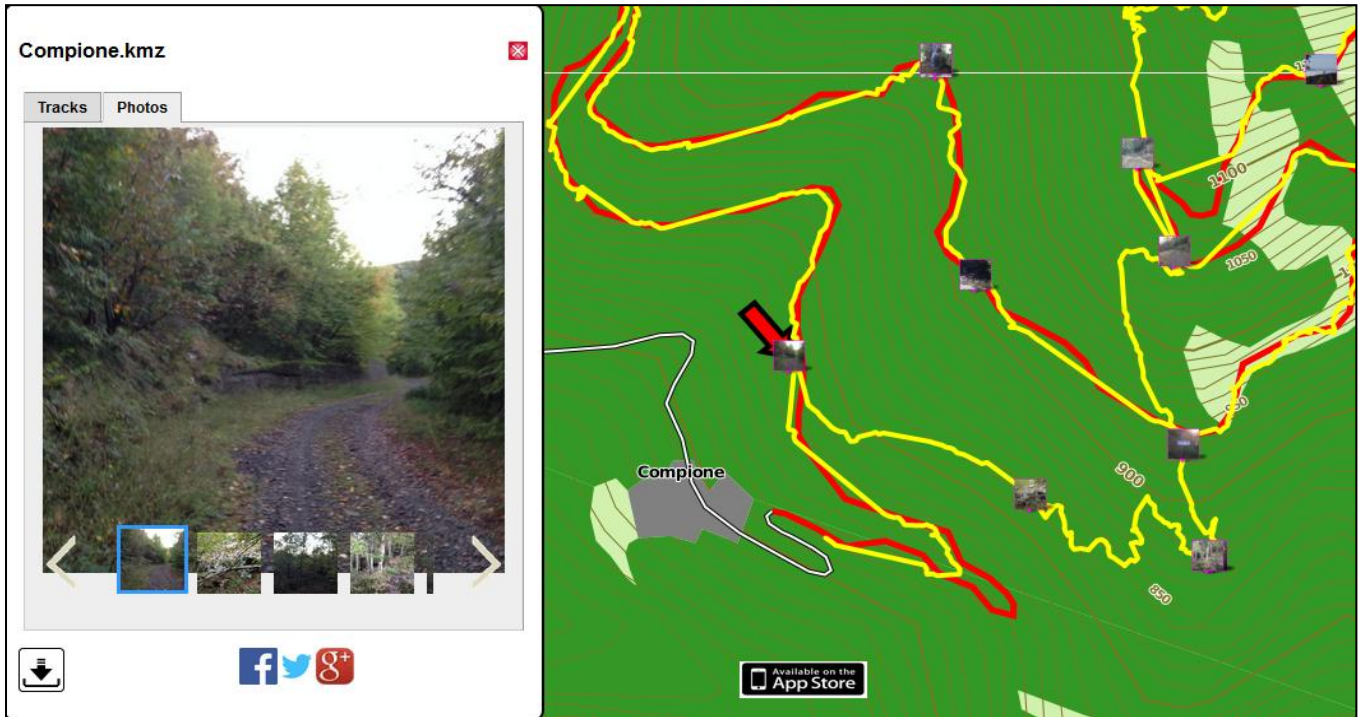 Compione.kmz
Tracks
Photos
g+
1100
1050
Compione
900
850
Available on the
App Store